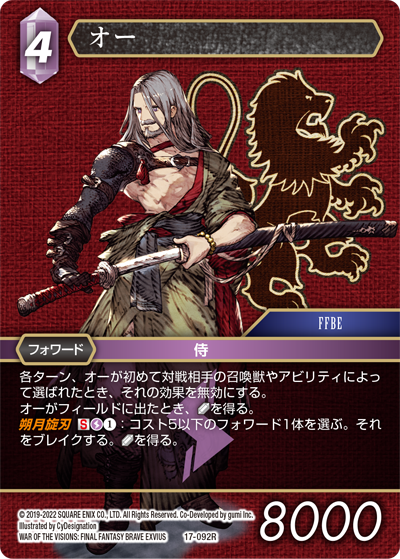 4
オー
FFBE
フォワード
侍
各ターン、オーが初めて対戦相手の召喚獣やアビリティによっ
て選ばれたとき、それの効果を無効にする。
オーがフィールドに出たとき、を得る。
朔月旋刃 S 1：コスト5以下のフォワード1体を選ぶ。それ
をブレイクする。を得る。
© 2019-2022 SQUARE ENIX CO., LTD. All Rights Reserved. Co-Developed by gumi Inc.
Illustrated by CyDesignation
WAR OF THE VISIONS: FINAL FANTASY BRAVE EXVIUS
17-092R
8000